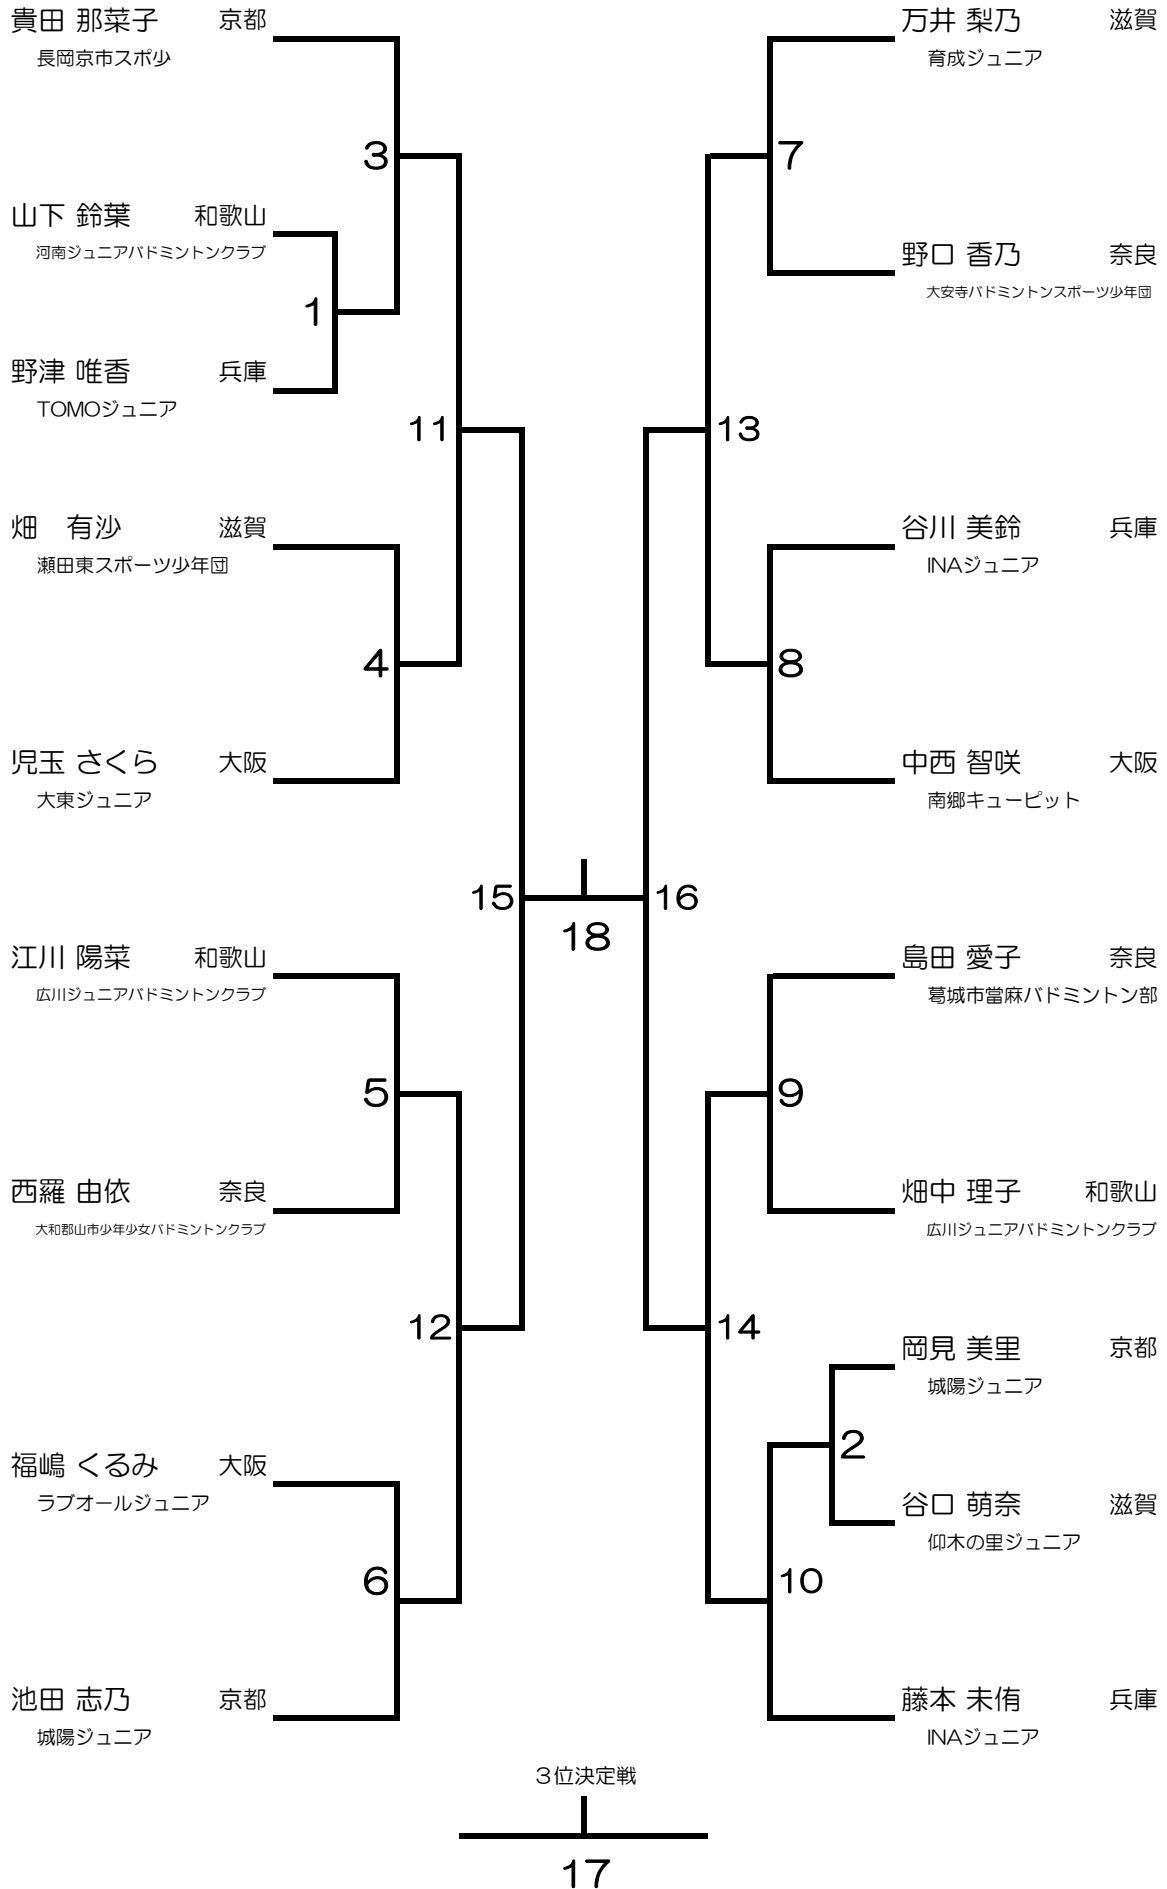 貴田 那菜子 京都
長岡京市スポ少
3
山下 鈴葉 和歌山
河南ジュニアバドミントンクラブ
1
野津 唯香 兵庫
TOMOジュニア
11
畑　有沙 滋賀
瀬田東スポーツ少年団
4
児玉 さくら 大阪
大東ジュニア
15
江川 陽菜 和歌山
広川ジュニアバドミントンクラブ
5
西羅 由依 奈良
大和郡山市少年少女バドミントンクラブ
12
福嶋 くるみ 大阪
ラブオールジュニア
6
池田 志乃 京都
城陽ジュニア
18
万井 梨乃 滋賀
育成ジュニア
7
野口 香乃 奈良
大安寺バドミントンスポーツ少年団
13
谷川 美鈴 兵庫
INAジュニア
8
中西 智咲 大阪
南郷キューピット
16
島田 愛子 奈良
葛城市當麻バドミントン部
9
畑中 理子 和歌山
広川ジュニアバドミントンクラブ
14
岡見 美里 京都
城陽ジュニア
2
谷口 萌奈 滋賀
仰木の里ジュニア
10
藤本 未侑 兵庫
INAジュニア
３位決定戦
17